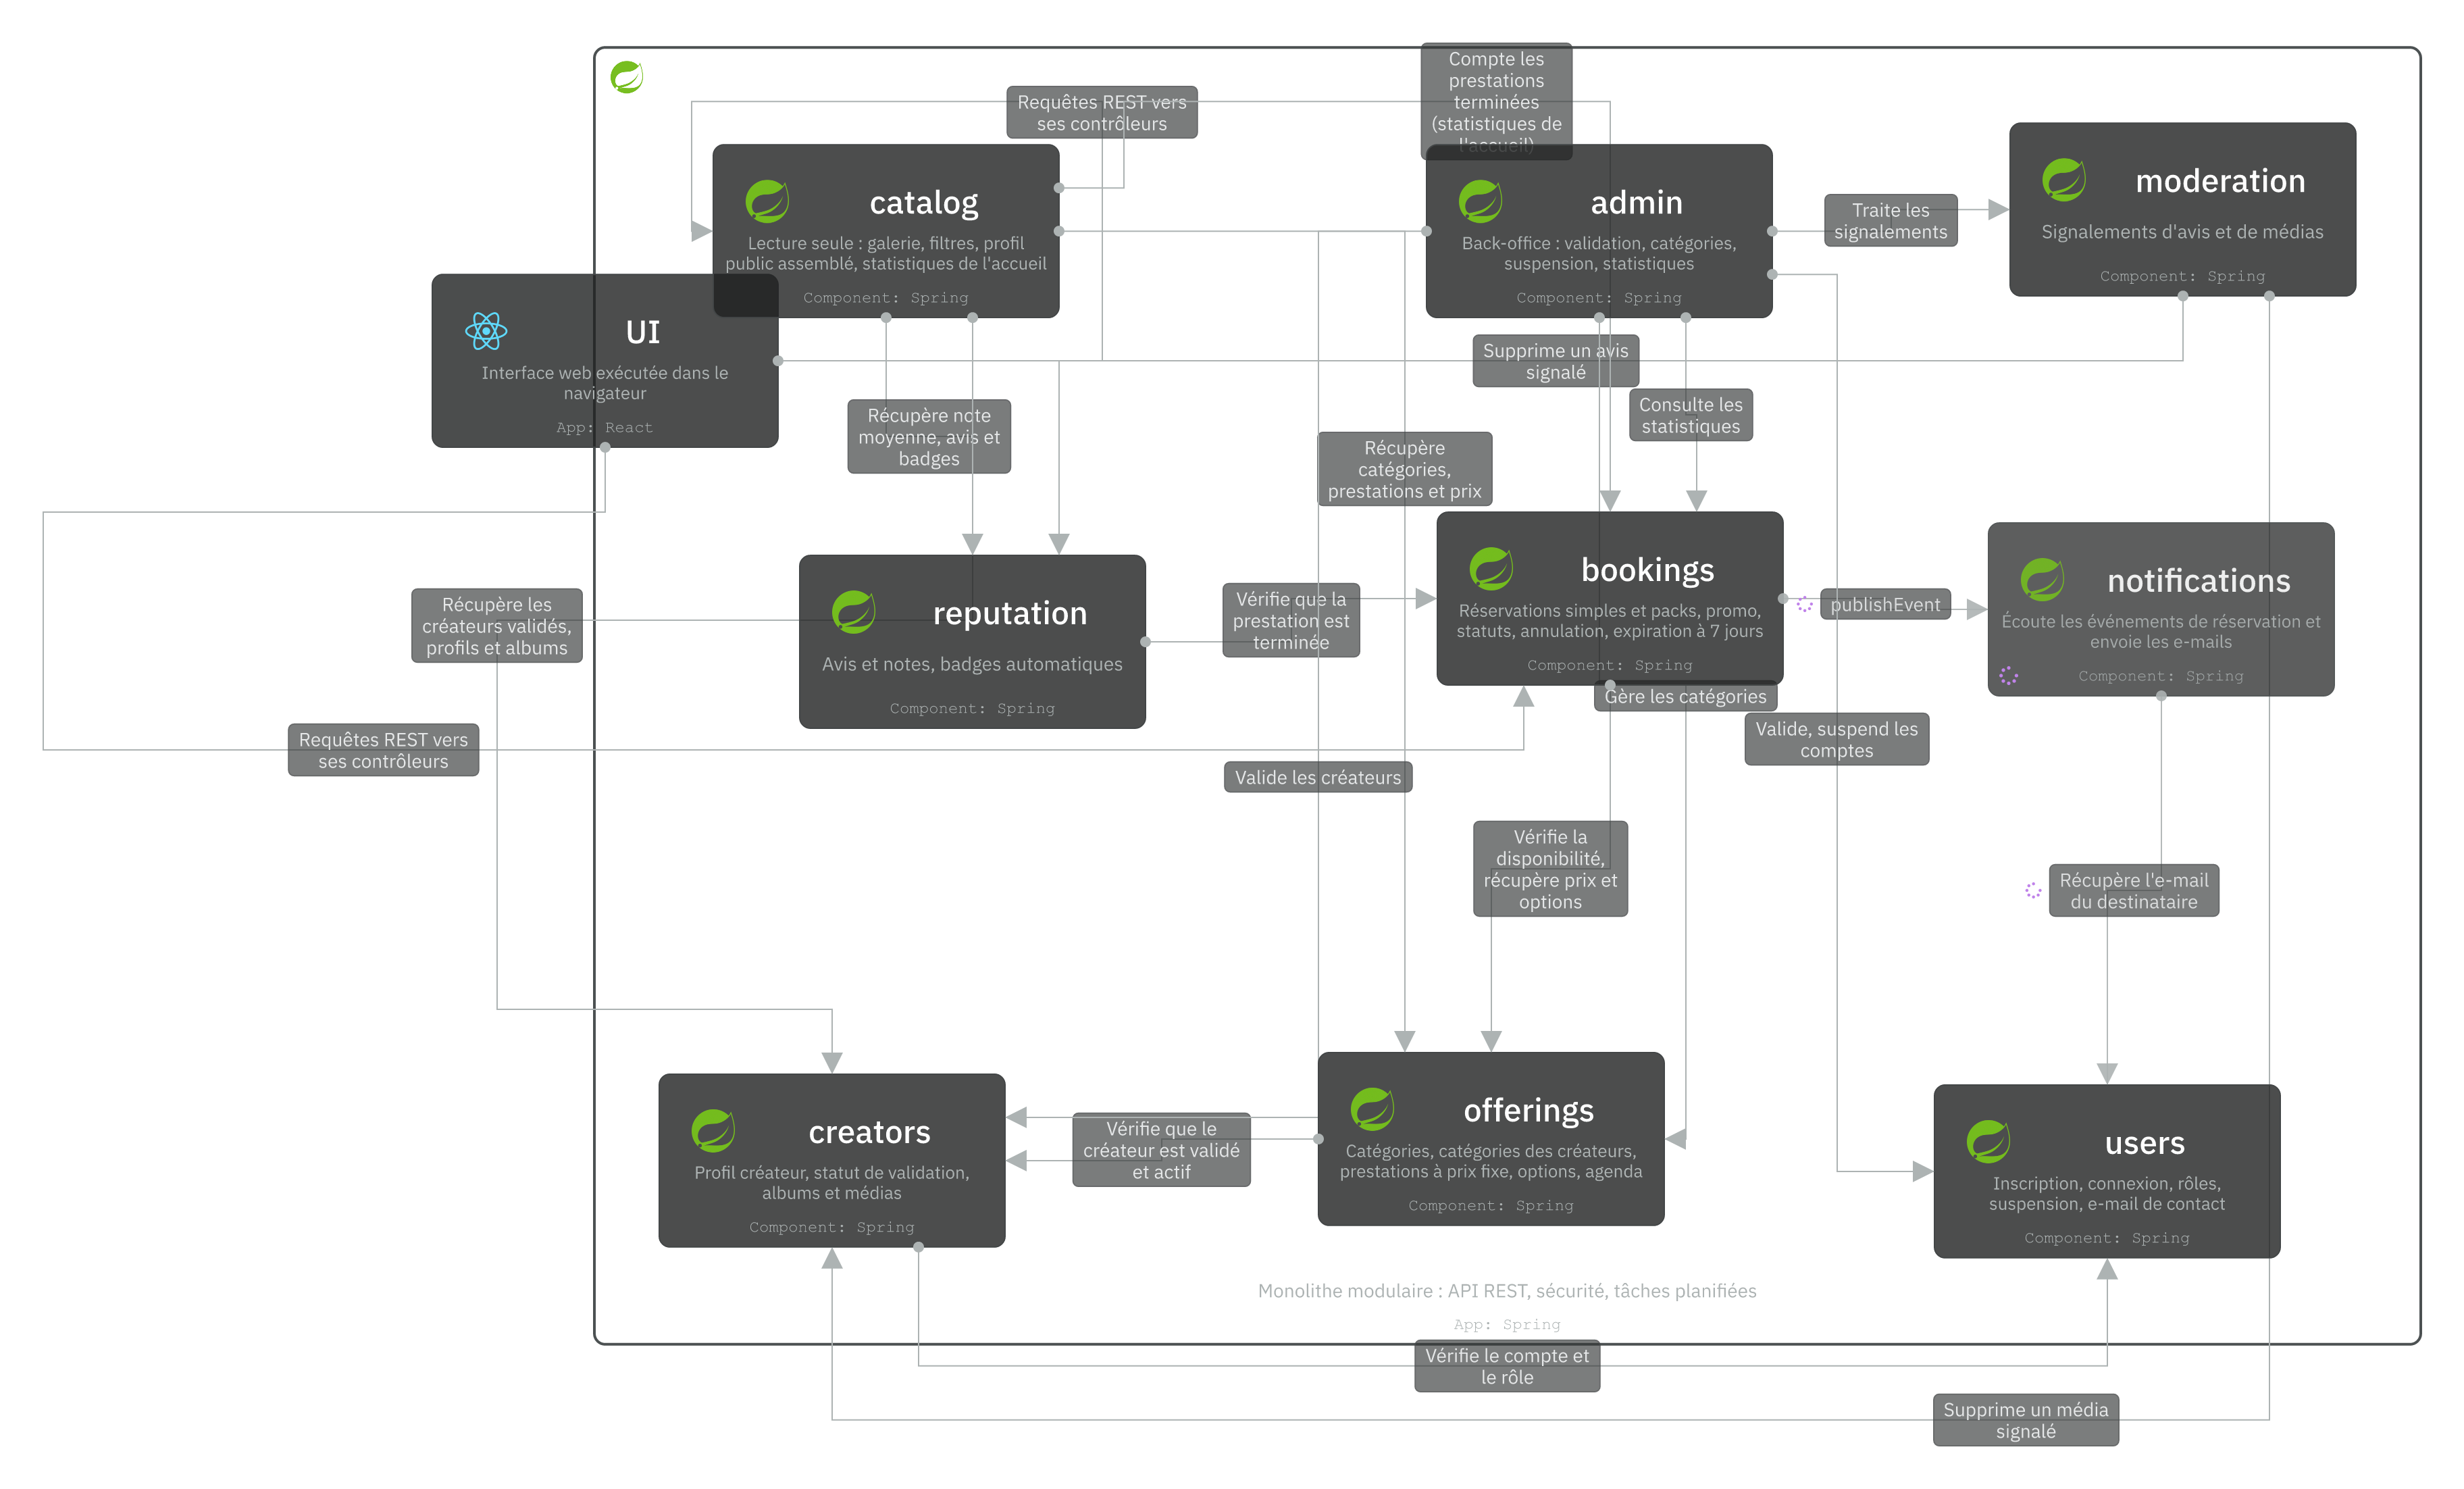 Compte les
prestations
terminées
(statistiques de
l'accueil)
Requêtes REST vers
ses contrôleurs
catalog
Lecture seule : galerie, filtres, profil
public assemblé, statistiques de l'accueil
Component: Spring
admin
Back-office : validation, catégories,
suspension, statistiques
Component: Spring
Traite les
signalements
moderation
Signalements d'avis et de médias
Component: Spring
UI
Interface web exécutée dans le
navigateur
App: React
Supprime un avis
signalé
Récupère note
moyenne, avis et
badges
Consulte les
statistiques
Récupère
catégories,
prestations et prix
Récupère les
créateurs validés,
profils et albums
reputation
Avis et notes, badges automatiques
Component: Spring
Vérifie que la
prestation est
terminée
bookings
Réservations simples et packs, promo,
statuts, annulation, expiration à 7 jours
Component: Spring
publishEvent
notifications
Écoute les événements de réservation et
envoie les e-mails
Component: Spring
Gère les catégories
Requêtes REST vers
ses contrôleurs
Valide, suspend les
comptes
Valide les créateurs
Vérifie la
disponibilité,
récupère prix et
options
Récupère l'e-mail
du destinataire
creators
Profil créateur, statut de validation,
albums et médias
Component: Spring
Vérifie que le
créateur est validé
et actif
offerings
Catégories, catégories des créateurs,
prestations à prix fixe, options, agenda
Component: Spring
users
Inscription, connexion, rôles,
suspension, e-mail de contact
Component: Spring
Monolithe modulaire : API REST, sécurité, tâches planifiées
App: Spring
Vérifie le compte et
le rôle
Supprime un média
signalé